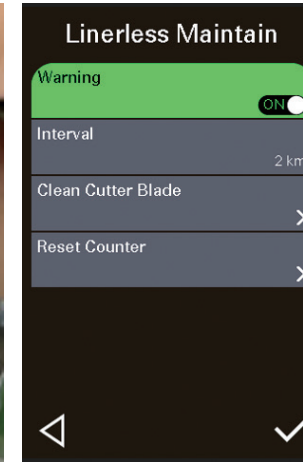 Linerless Maintain
Warning
ON
Interval
2 km
Clean Cutter Blade
Reset Counter